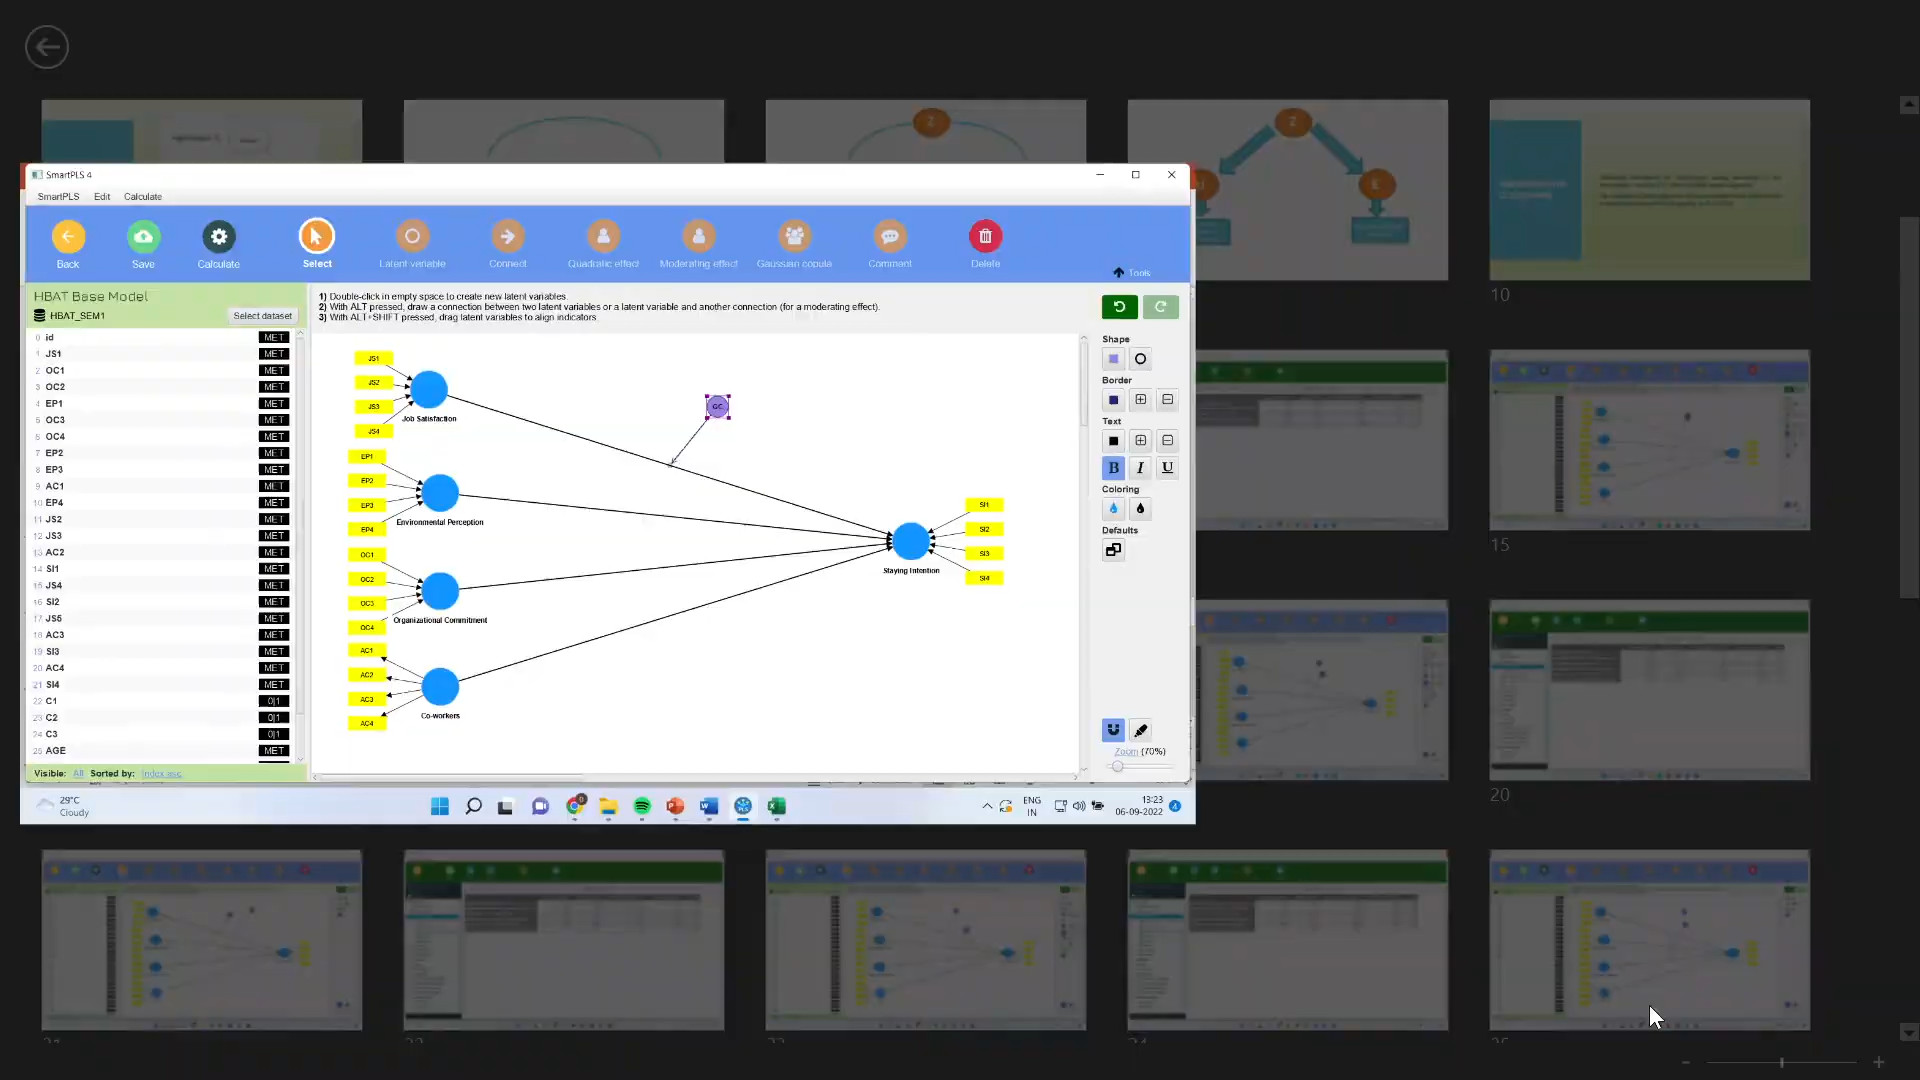 Z
Z
E
10
15
20
SmartPLS 4
SmartPLS Edit Calculate
Back Save Calculate Select Latent variable Connect Quadratic effect Moderating effect Gaussian copula Comment Delete
Tools
HBAT Base Model
HBAT_SEM1 Select dataset
0 id MET
1 JS1 MET
2 OC1 MET
3 OC2 MET
4 EP1 MET
5 OC3 MET
6 OC4 MET
7 EP2 MET
8 EP3 MET
9 AC1 MET
10 EP4 MET
11 JS2 MET
12 JS3 MET
13 AC2 MET
14 SI1 MET
15 JS4 MET
16 SI2 MET
17 JS5 MET
18 AC3 MET
19 SI3 MET
20 AC4 MET
21 SI4 MET
22 C1 0|1
23 C2 0|1
24 C3 0|1
25 AGE MET
Visible: All Sorted by: Index asc.
1) Double-click in empty space to create new latent variables.
2) With ALT pressed, draw a connection between two latent variables or a latent variable and another connection (for a moderating effect).
3) With ALT+SHIFT pressed, drag latent variables to align indicators.
JS1
JS2
JS3
JS4
Job Satisfaction
GC
EP1
EP2
EP3
EP4
Environmental Perception
OC1
OC2
OC3
OC4
Organizational Commitment
AC1
AC2
AC3
AC4
Co-workers
SI1
SI2
SI3
SI4
Staying Intention
Shape
Border
Text
B I U
Coloring
Defaults
Zoom (70%)
29°C
Cloudy
ENG
IN
13:23
06-09-2022
4